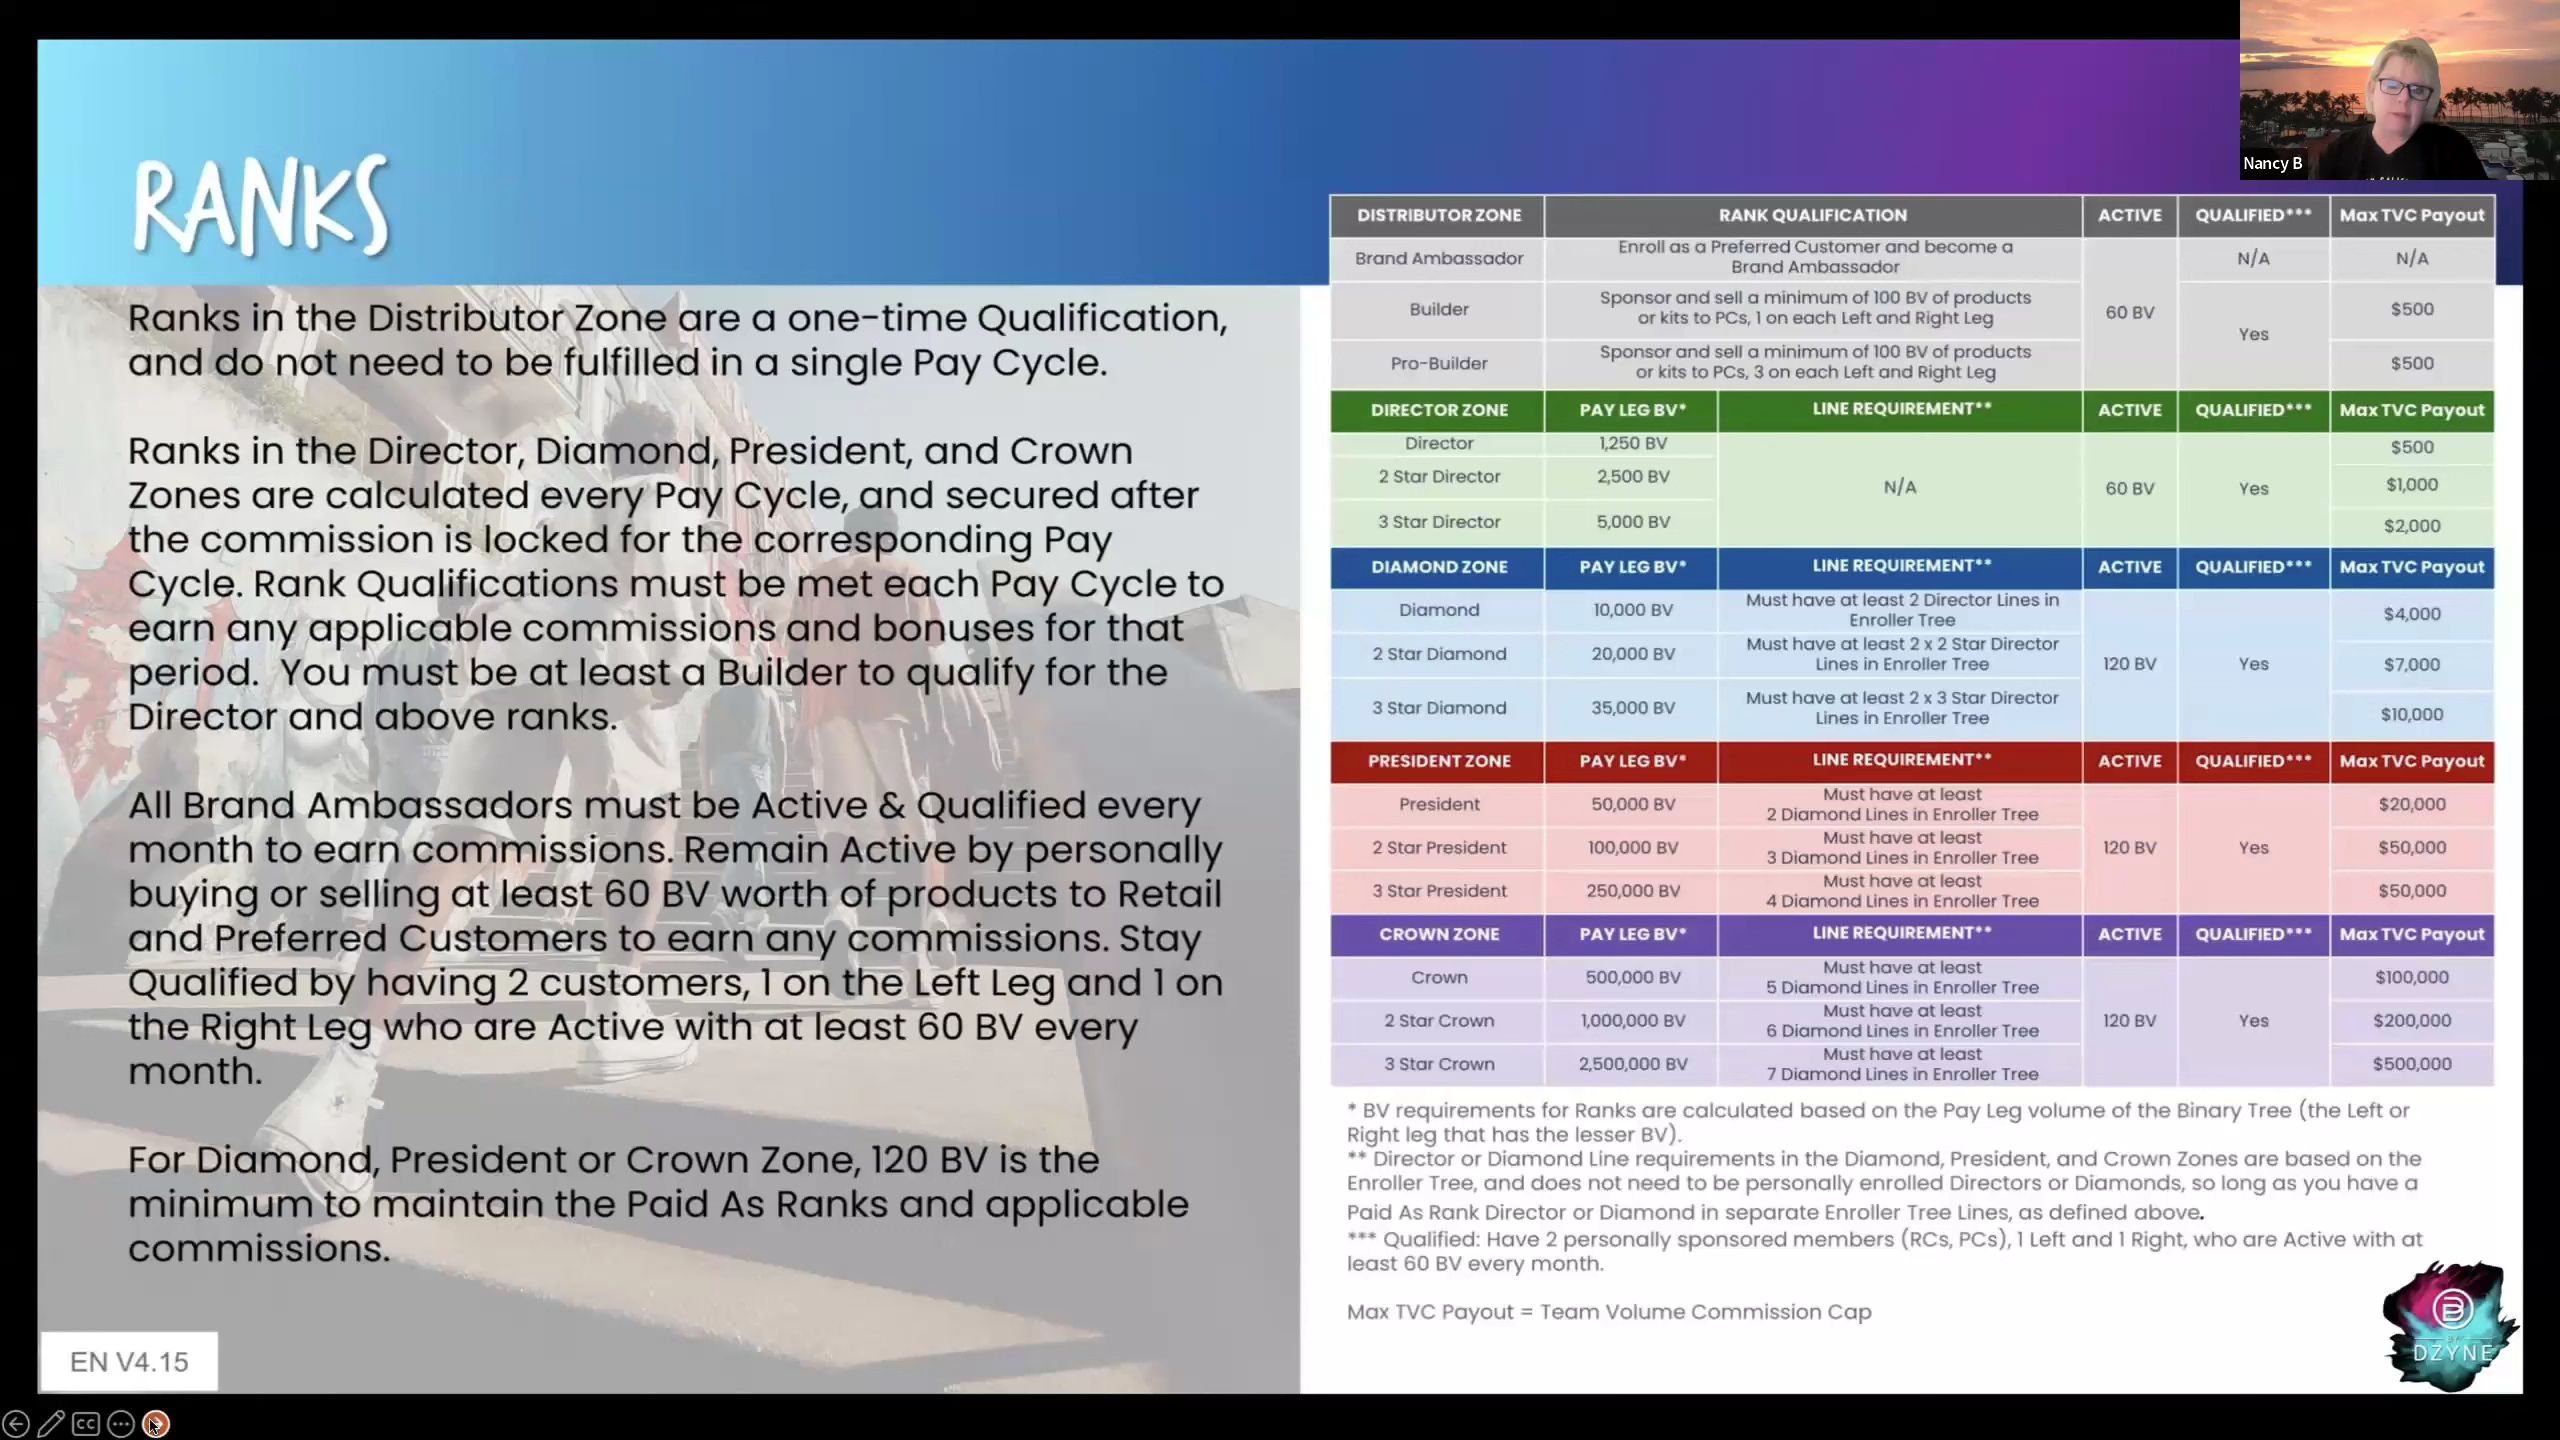 Nancy B
RANKS
Ranks in the Distributor Zone are a one-time Qualification,
and do not need to be fulfilled in a single Pay Cycle.
Ranks in the Director, Diamond, President, and Crown
Zones are calculated every Pay Cycle, and secured after
the commission is locked for the corresponding Pay
Cycle. Rank Qualifications must be met each Pay Cycle to
earn any applicable commissions and bonuses for that
period.  You must be at least a Builder to qualify for the
Director and above ranks.
All Brand Ambassadors must be Active & Qualified every
month to earn commissions. Remain Active by personally
buying or selling at least 60 BV worth of products to Retail
and Preferred Customers to earn any commissions. Stay
Qualified by having 2 customers, 1 on the Left Leg and 1 on
the Right Leg who are Active with at least 60 BV every
month.
For Diamond, President or Crown Zone, 120 BV is the
minimum to maintain the Paid As Ranks and applicable
commissions.
EN V4.15
DISTRIBUTOR ZONE RANK QUALIFICATION ACTIVE QUALIFIED*** Max TVC Payout
Brand Ambassador
Enroll as a Preferred Customer and become a
Brand Ambassador
N/A
N/A
Builder
Sponsor and sell a minimum of 100 BV of products
or kits to PCs, 1 on each Left and Right Leg
60 BV
$500
Yes
Pro-Builder
Sponsor and sell a minimum of 100 BV of products
or kits to PCs, 3 on each Left and Right Leg
$500
DIRECTOR ZONE PAY LEG BV* LINE REQUIREMENT** ACTIVE QUALIFIED*** Max TVC Payout
Director 1,250 BV $500
2 Star Director 2,500 BV $1,000
N/A 60 BV Yes
3 Star Director 5,000 BV $2,000
DIAMOND ZONE PAY LEG BV* LINE REQUIREMENT** ACTIVE QUALIFIED*** Max TVC Payout
Diamond 10,000 BV
Must have at least 2 Director Lines in
Enroller Tree
$4,000
2 Star Diamond 20,000 BV
Must have at least 2 x 2 Star Director
Lines in Enroller Tree
120 BV Yes $7,000
3 Star Diamond 35,000 BV
Must have at least 2 x 3 Star Director
Lines in Enroller Tree
$10,000
PRESIDENT ZONE PAY LEG BV* LINE REQUIREMENT** ACTIVE QUALIFIED*** Max TVC Payout
President 50,000 BV
Must have at least
2 Diamond Lines in Enroller Tree
$20,000
2 Star President 100,000 BV
Must have at least
3 Diamond Lines in Enroller Tree
120 BV Yes $50,000
3 Star President 250,000 BV
Must have at least
4 Diamond Lines in Enroller Tree
$50,000
CROWN ZONE PAY LEG BV* LINE REQUIREMENT** ACTIVE QUALIFIED*** Max TVC Payout
Crown 500,000 BV
Must have at least
5 Diamond Lines in Enroller Tree
$100,000
2 Star Crown 1,000,000 BV
Must have at least
6 Diamond Lines in Enroller Tree
120 BV Yes $200,000
3 Star Crown 2,500,000 BV
Must have at least
7 Diamond Lines in Enroller Tree
$500,000
* BV requirements for Ranks are calculated based on the Pay Leg volume of the Binary Tree (the Left or
Right leg that has the lesser BV).
** Director or Diamond Line requirements in the Diamond, President, and Crown Zones are based on the
Enroller Tree, and does not need to be personally enrolled Directors or Diamonds, so long as you have a
Paid As Rank Director or Diamond in separate Enroller Tree Lines, as defined above.
*** Qualified: Have 2 personally sponsored members (RCs, PCs), 1 Left and 1 Right, who are Active with at
least 60 BV every month.
Max TVC Payout = Team Volume Commission Cap
B
DZYNE
CC